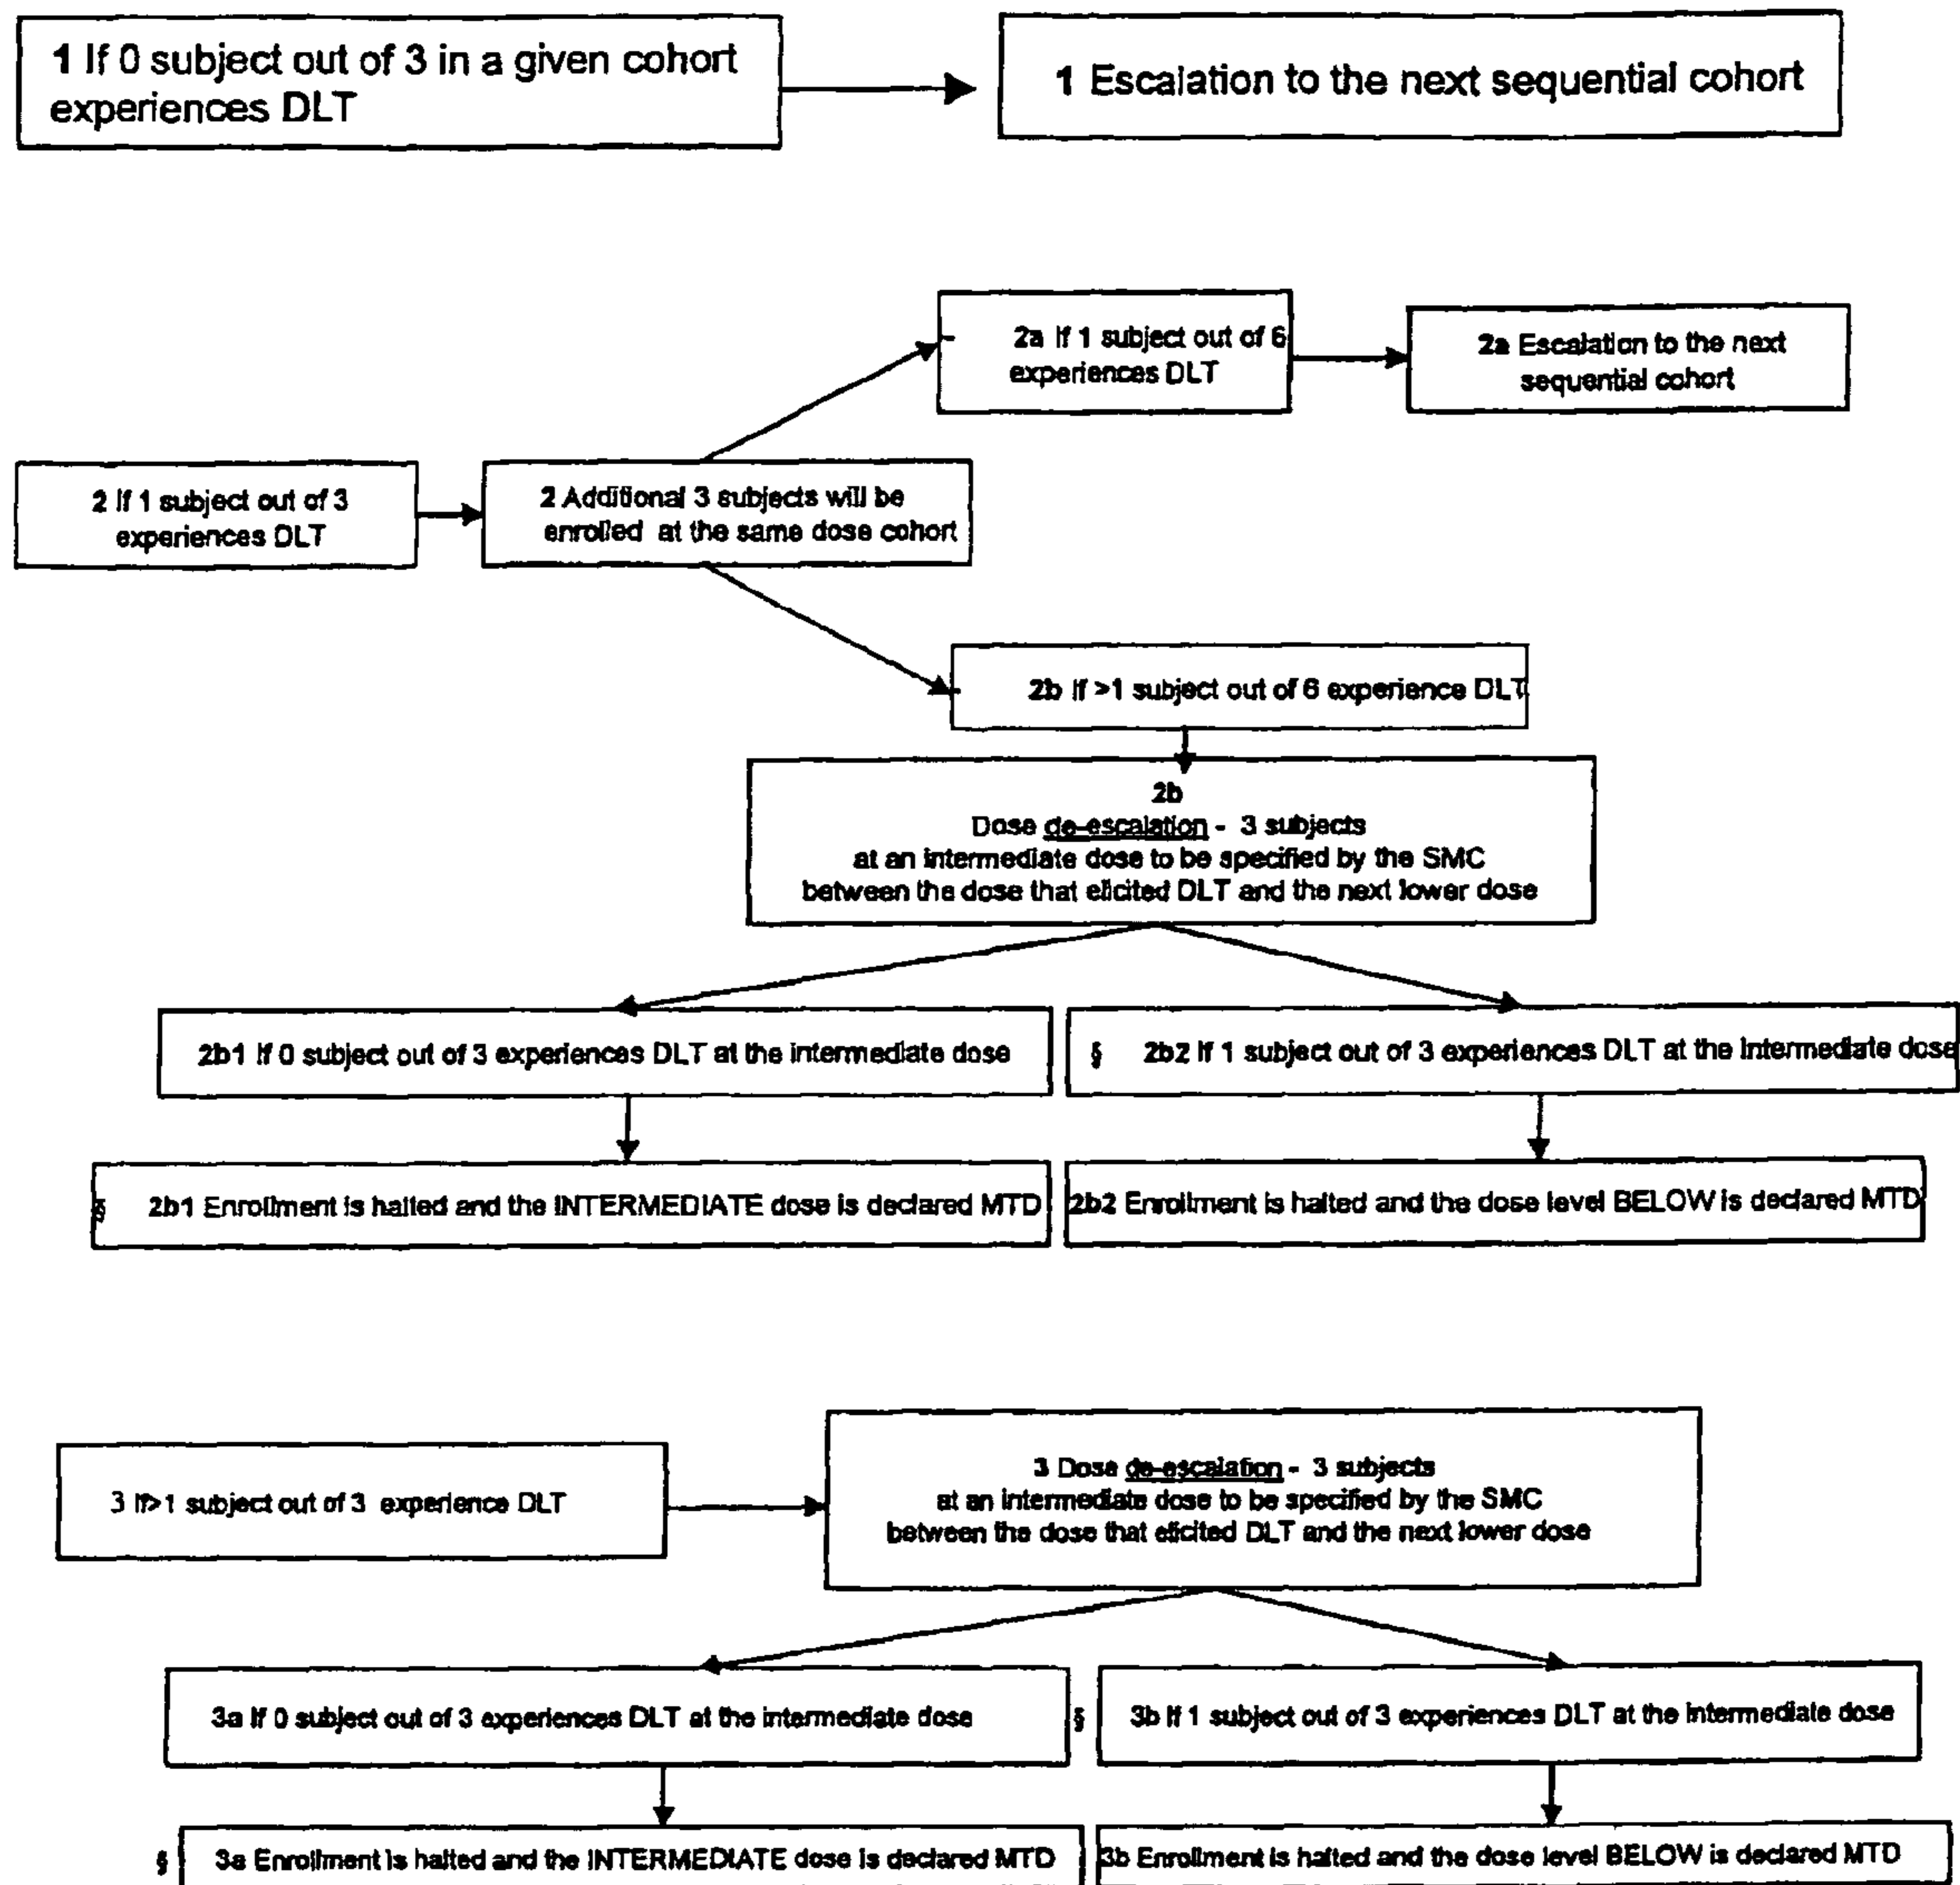 1 If 0 subject out of 3 in a given cohort
experiences DLT
1 Escalation to the next sequential cohort
2a If 1 subject out of 6
experiences DLT
2a Escalation to the next
sequential cohort
2 If 1 subject out of 3
experiences DLT
2 Additional 3 subjects will be
enrolled at the same dose cohort
2b If >1 subject out of 6 experience DLT
2b
Dose de-escalation - 3 subjects
at an intermediate dose to be specified by the SMC
between the dose that elicited DLT and the next lower dose
2b1 If 0 subject out of 3 experiences DLT at the intermediate dose
§ 2b2 If 1 subject out of 3 experiences DLT at the intermediate dose
§ 2b1 Enrollment is halted and the INTERMEDIATE dose is declared MTD
2b2 Enrollment is halted and the dose level BELOW is declared MTD
3 If>1 subject out of 3 experience DLT
3 Dose de-escalation - 3 subjects
at an intermediate dose to be specified by the SMC
between the dose that elicited DLT and the next lower dose
3a If 0 subject out of 3 experiences DLT at the intermediate dose
§ 3b If 1 subject out of 3 experiences DLT at the intermediate dose
§ 3a Enrollment is halted and the INTERMEDIATE dose is declared MTD
3b Enrollment is halted and the dose level BELOW is declared MTD